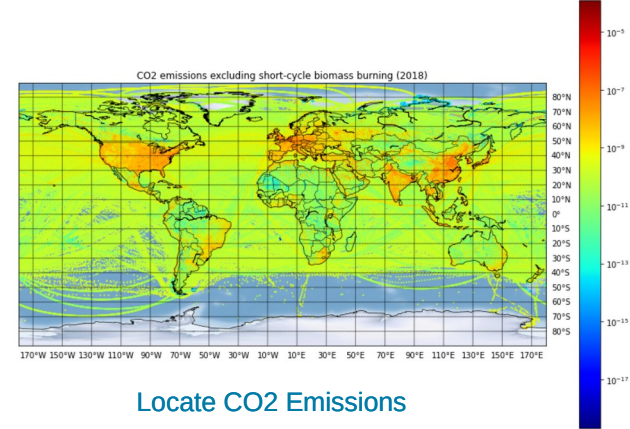 CO2 emissions excluding short-cycle biomass burning (2018)
10⁻⁵
10⁻⁷
10⁻⁹
10⁻¹¹
10⁻¹³
10⁻¹⁵
10⁻¹⁷
80°N
70°N
60°N
50°N
40°N
30°N
20°N
10°N
0°
10°S
20°S
30°S
40°S
50°S
60°S
70°S
80°S
170°W 150°W 130°W 110°W 90°W 70°W 50°W 30°W 10°W 10°E 30°E 50°E 70°E 90°E 110°E 130°E 150°E 170°E
Locate CO2 Emissions